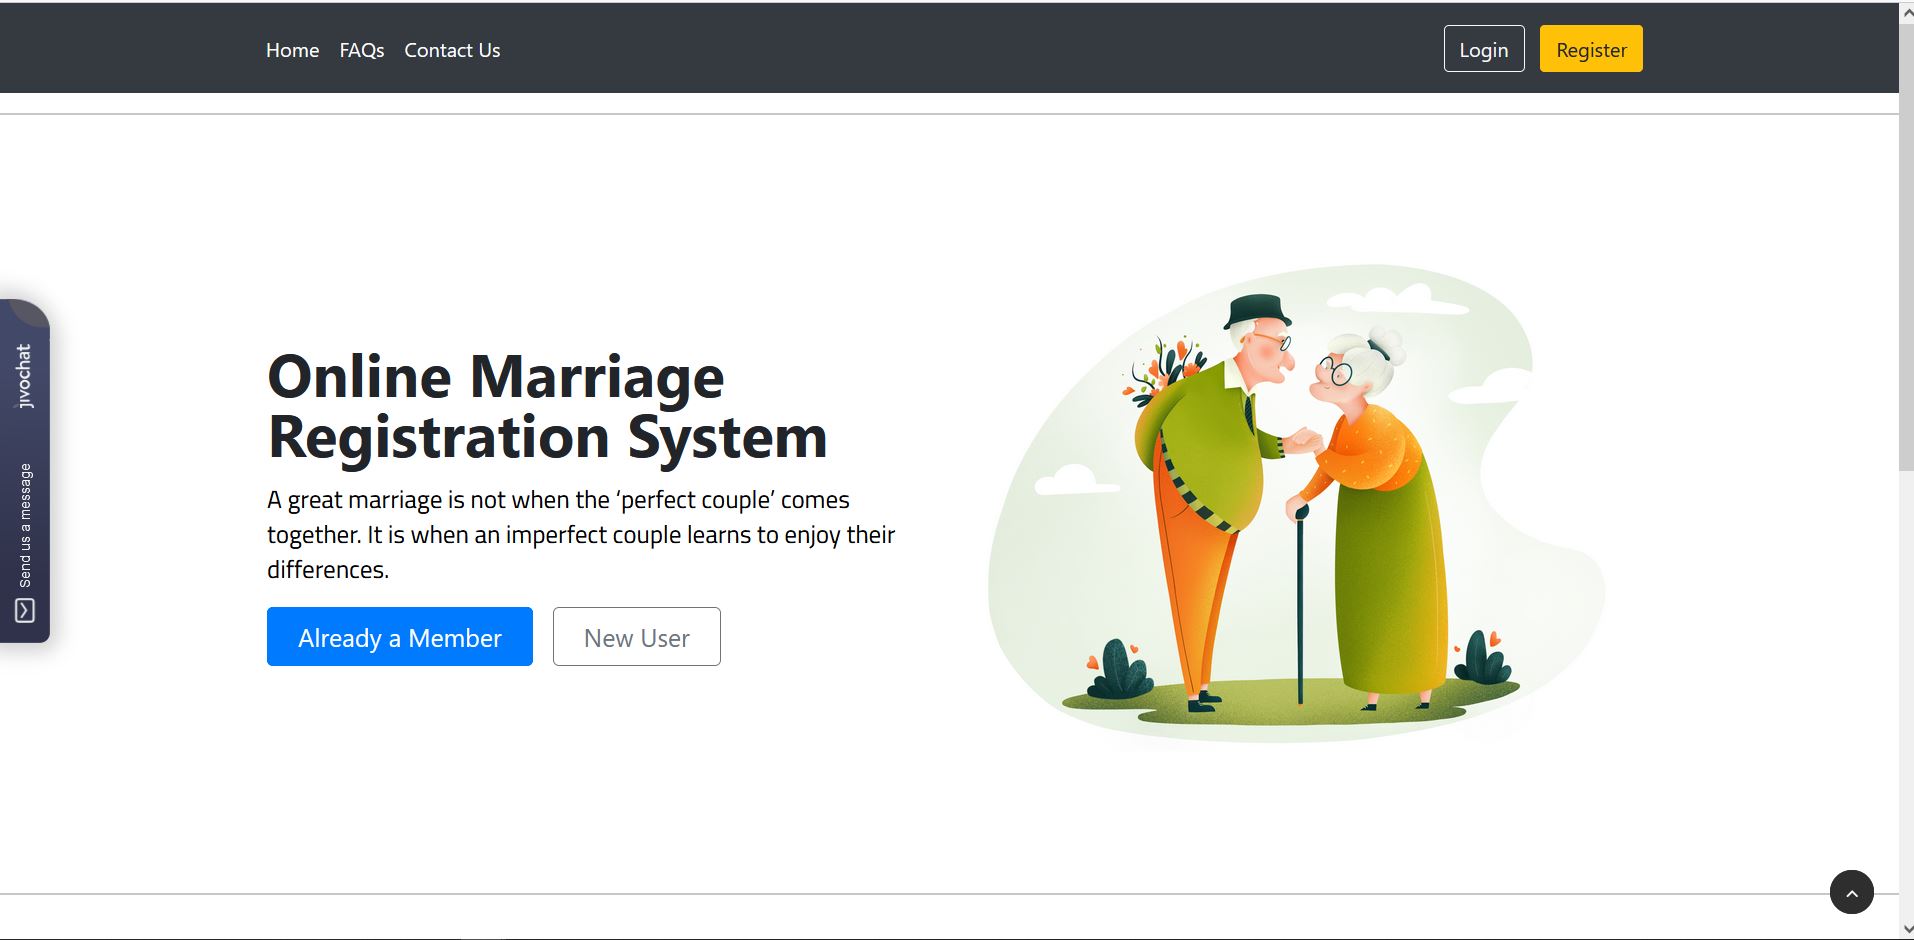 Home FAQs Contact Us Login Register
Online Marriage
Registration System
A great marriage is not when the ‘perfect couple’ comes
together. It is when an imperfect couple learns to enjoy their
differences.
Already a Member New User
Send us a message jivochat